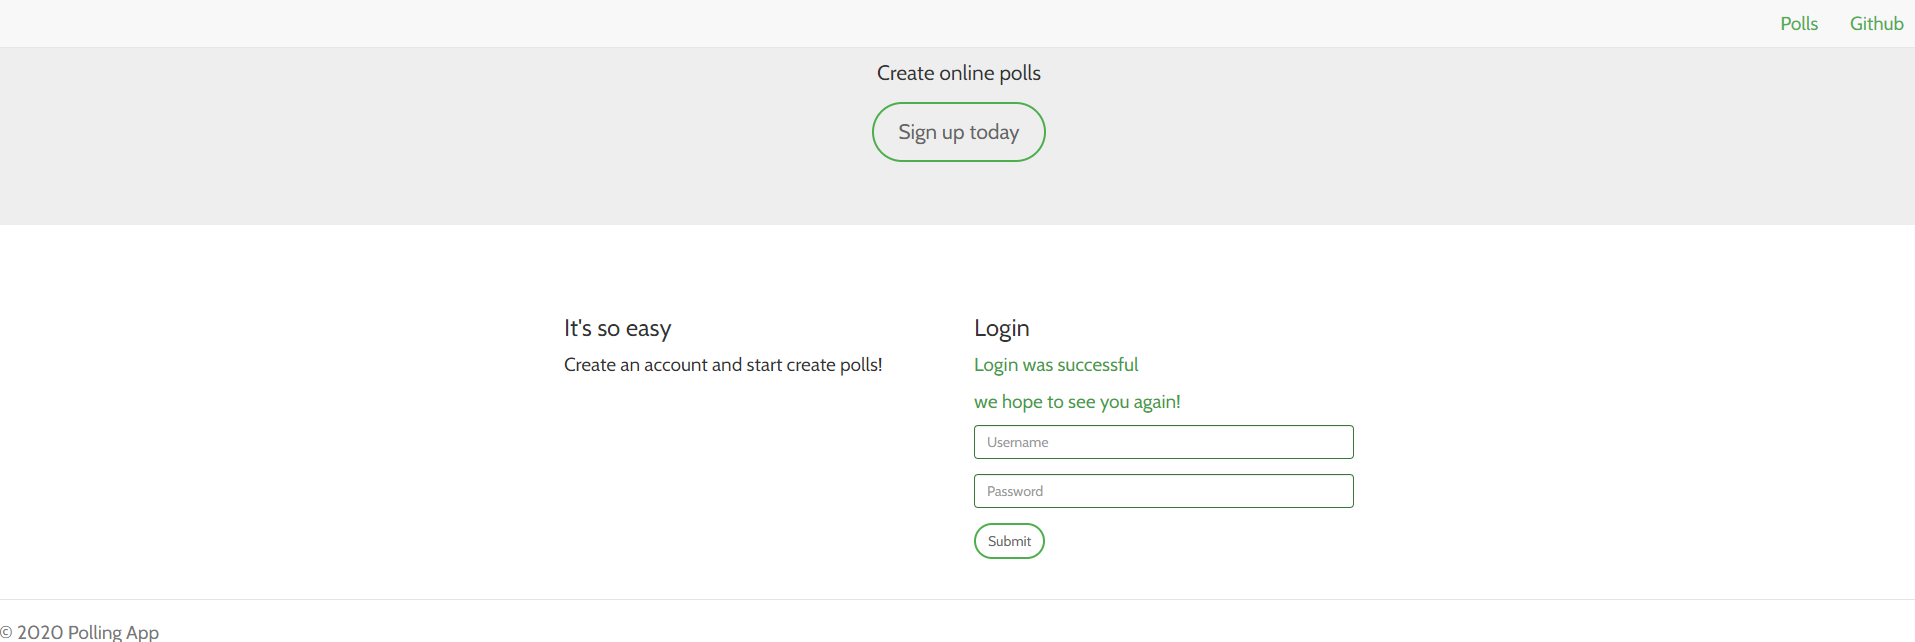 Polls Github
Create online polls
Sign up today
It's so easy
Create an account and start create polls!
Login
Login was successful
we hope to see you again!
Username
Password
Submit
© 2020 Polling App